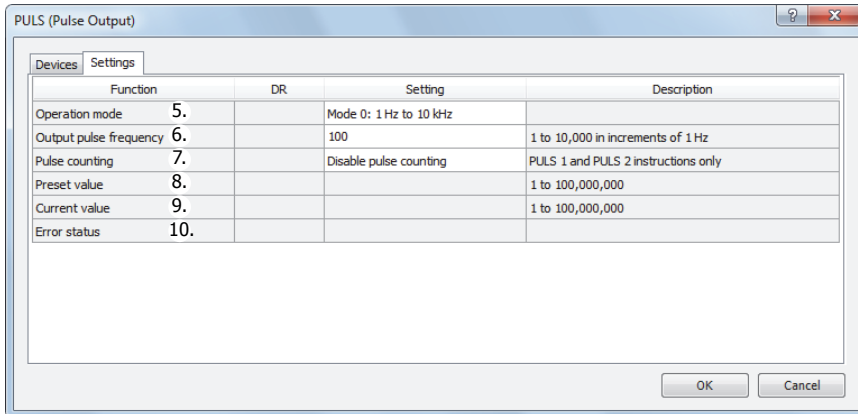 PULS (Pulse Output)
Devices Settings
Function DR Setting Description
Operation mode 5. Mode 0: 1 Hz to 10 kHz
Output pulse frequency 6. 100 1 to 10,000 in increments of 1 Hz
Pulse counting 7. Disable pulse counting PULS 1 and PULS 2 instructions only
Preset value 8. 1 to 100,000,000
Current value 9. 1 to 100,000,000
Error status 10.
OK Cancel